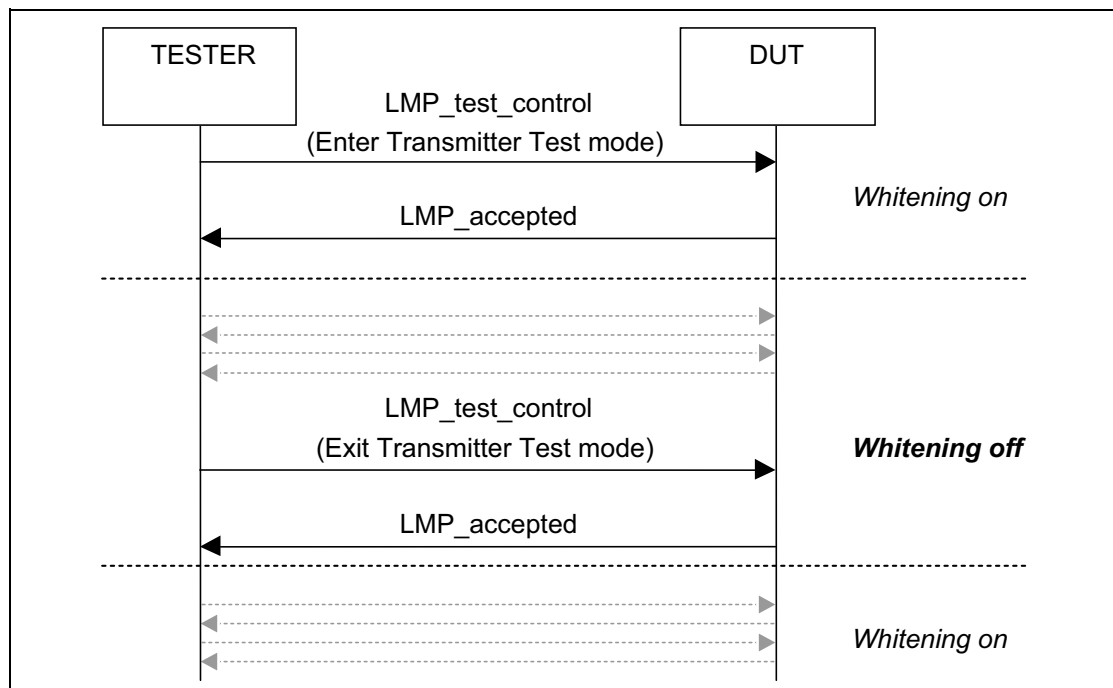 TESTER
DUT
LMP_test_control
(Enter Transmitter Test mode)
Whitening on
LMP_accepted
LMP_test_control
(Exit Transmitter Test mode)
Whitening off
LMP_accepted
Whitening on